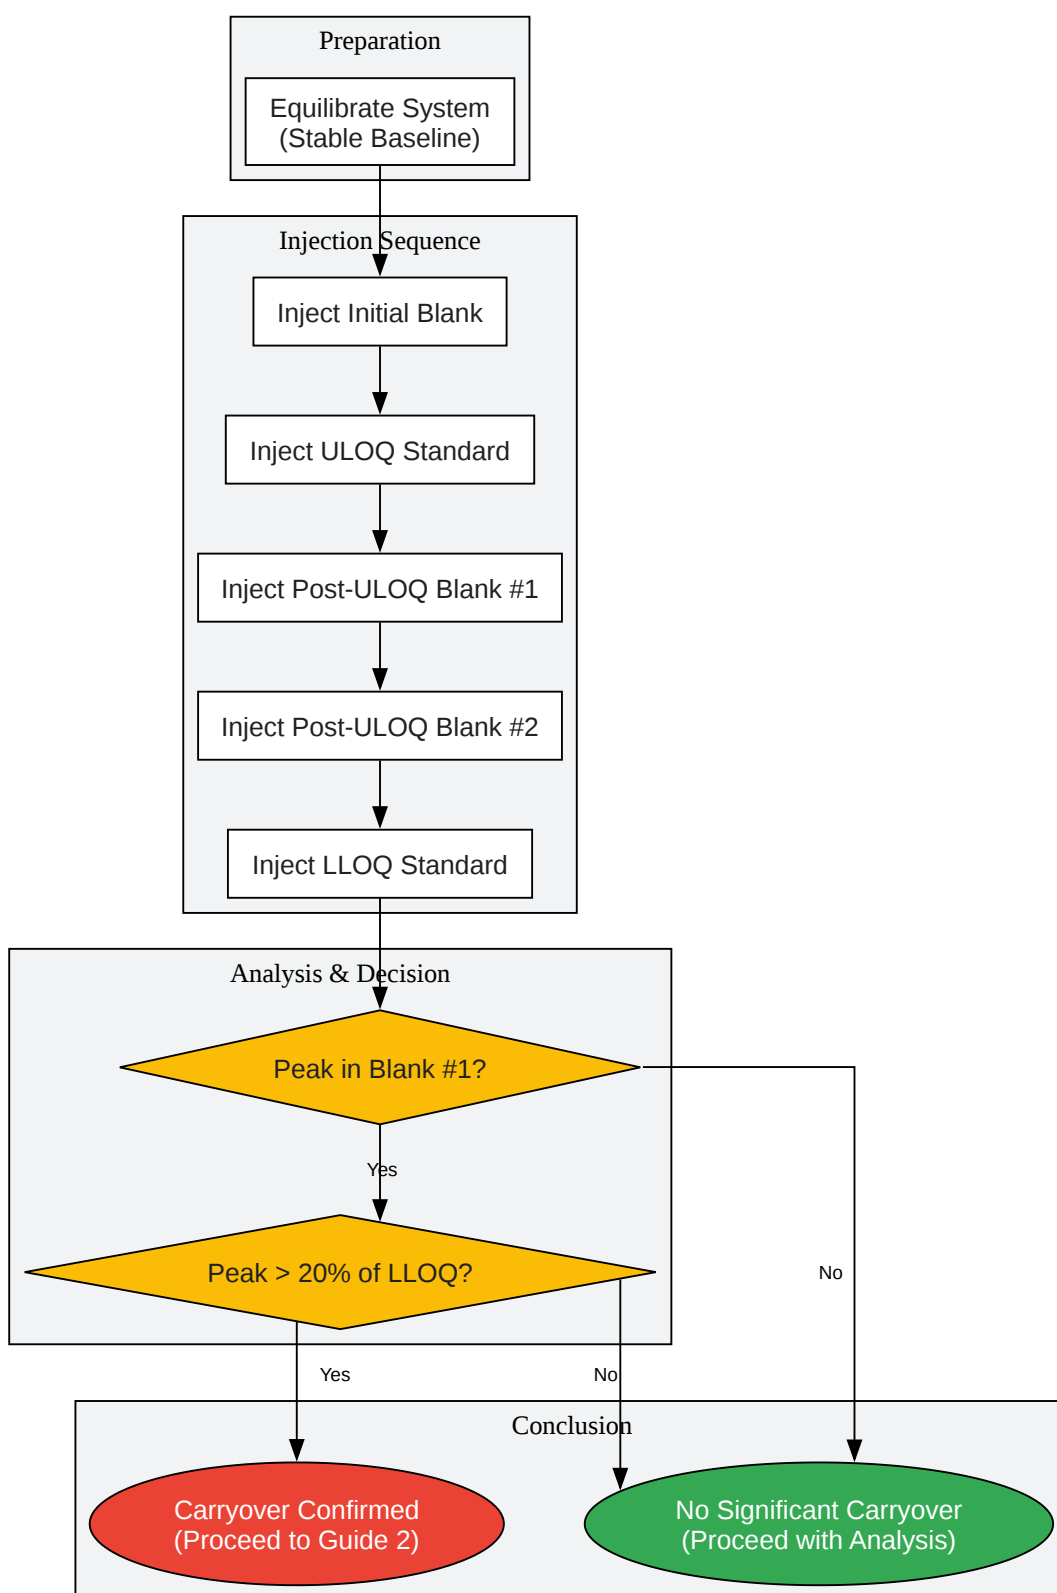 Preparation
Equilibrate System
(Stable Baseline)
Injection Sequence
Inject Initial Blank
Inject ULOQ Standard
Inject Post-ULOQ Blank #1
Inject Post-ULOQ Blank #2
Inject LLOQ Standard
Analysis & Decision
Peak in Blank #1?
Yes
Peak > 20% of LLOQ?
No
Yes
No
Conclusion
Carryover Confirmed
(Proceed to Guide 2)
No Significant Carryover
(Proceed with Analysis)